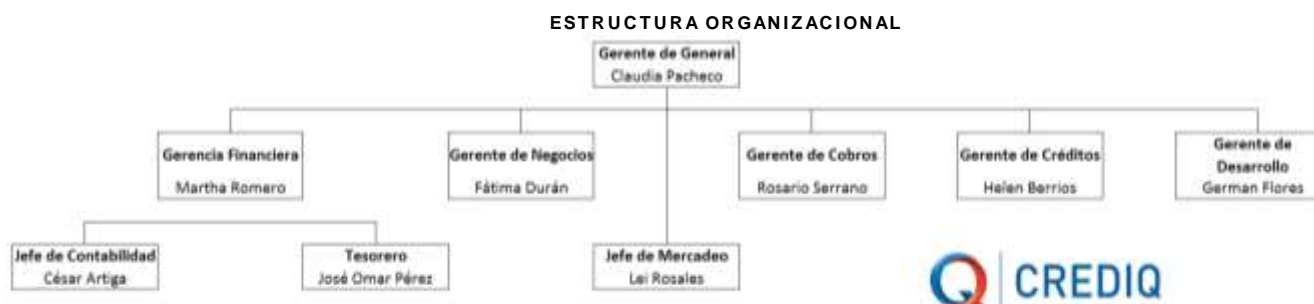 ESTRUCTURA ORGANIZACIONAL
Gerente de General
Claudia Pacheco
Gerencia Financiera
Martha Romero
Gerente de Negocios
Fátima Durán
Gerente de Cobros
Rosario Serrano
Gerente de Créditos
Helen Berrios
Gerente de
Desarrollo
German Flores
Jefe de Contabilidad
César Artiga
Tesorero
José Omar Pérez
Jefe de Mercadeo
Lei Rosales
CREDIQ